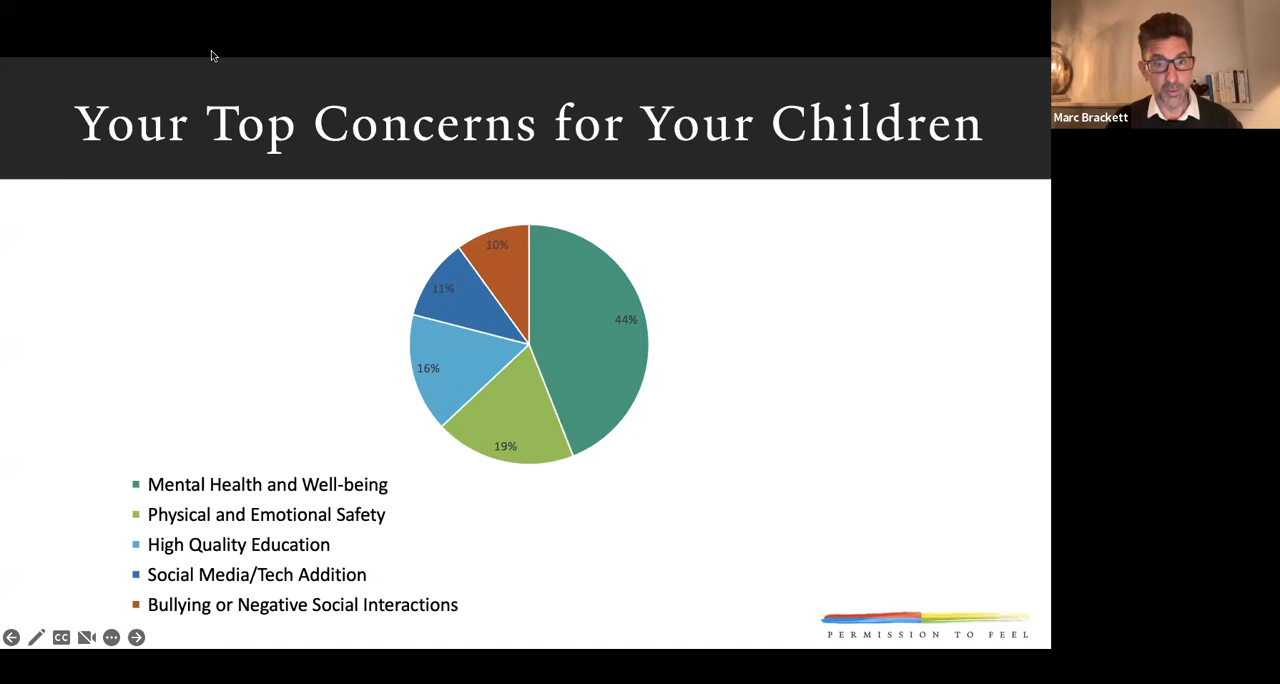 Your Top Concerns for Your Children
Marc Brackett
10%
11%
44%
16%
19%
Mental Health and Well-being
Physical and Emotional Safety
High Quality Education
Social Media/Tech Addition
Bullying or Negative Social Interactions
CC
PERMISSION TO FEEL